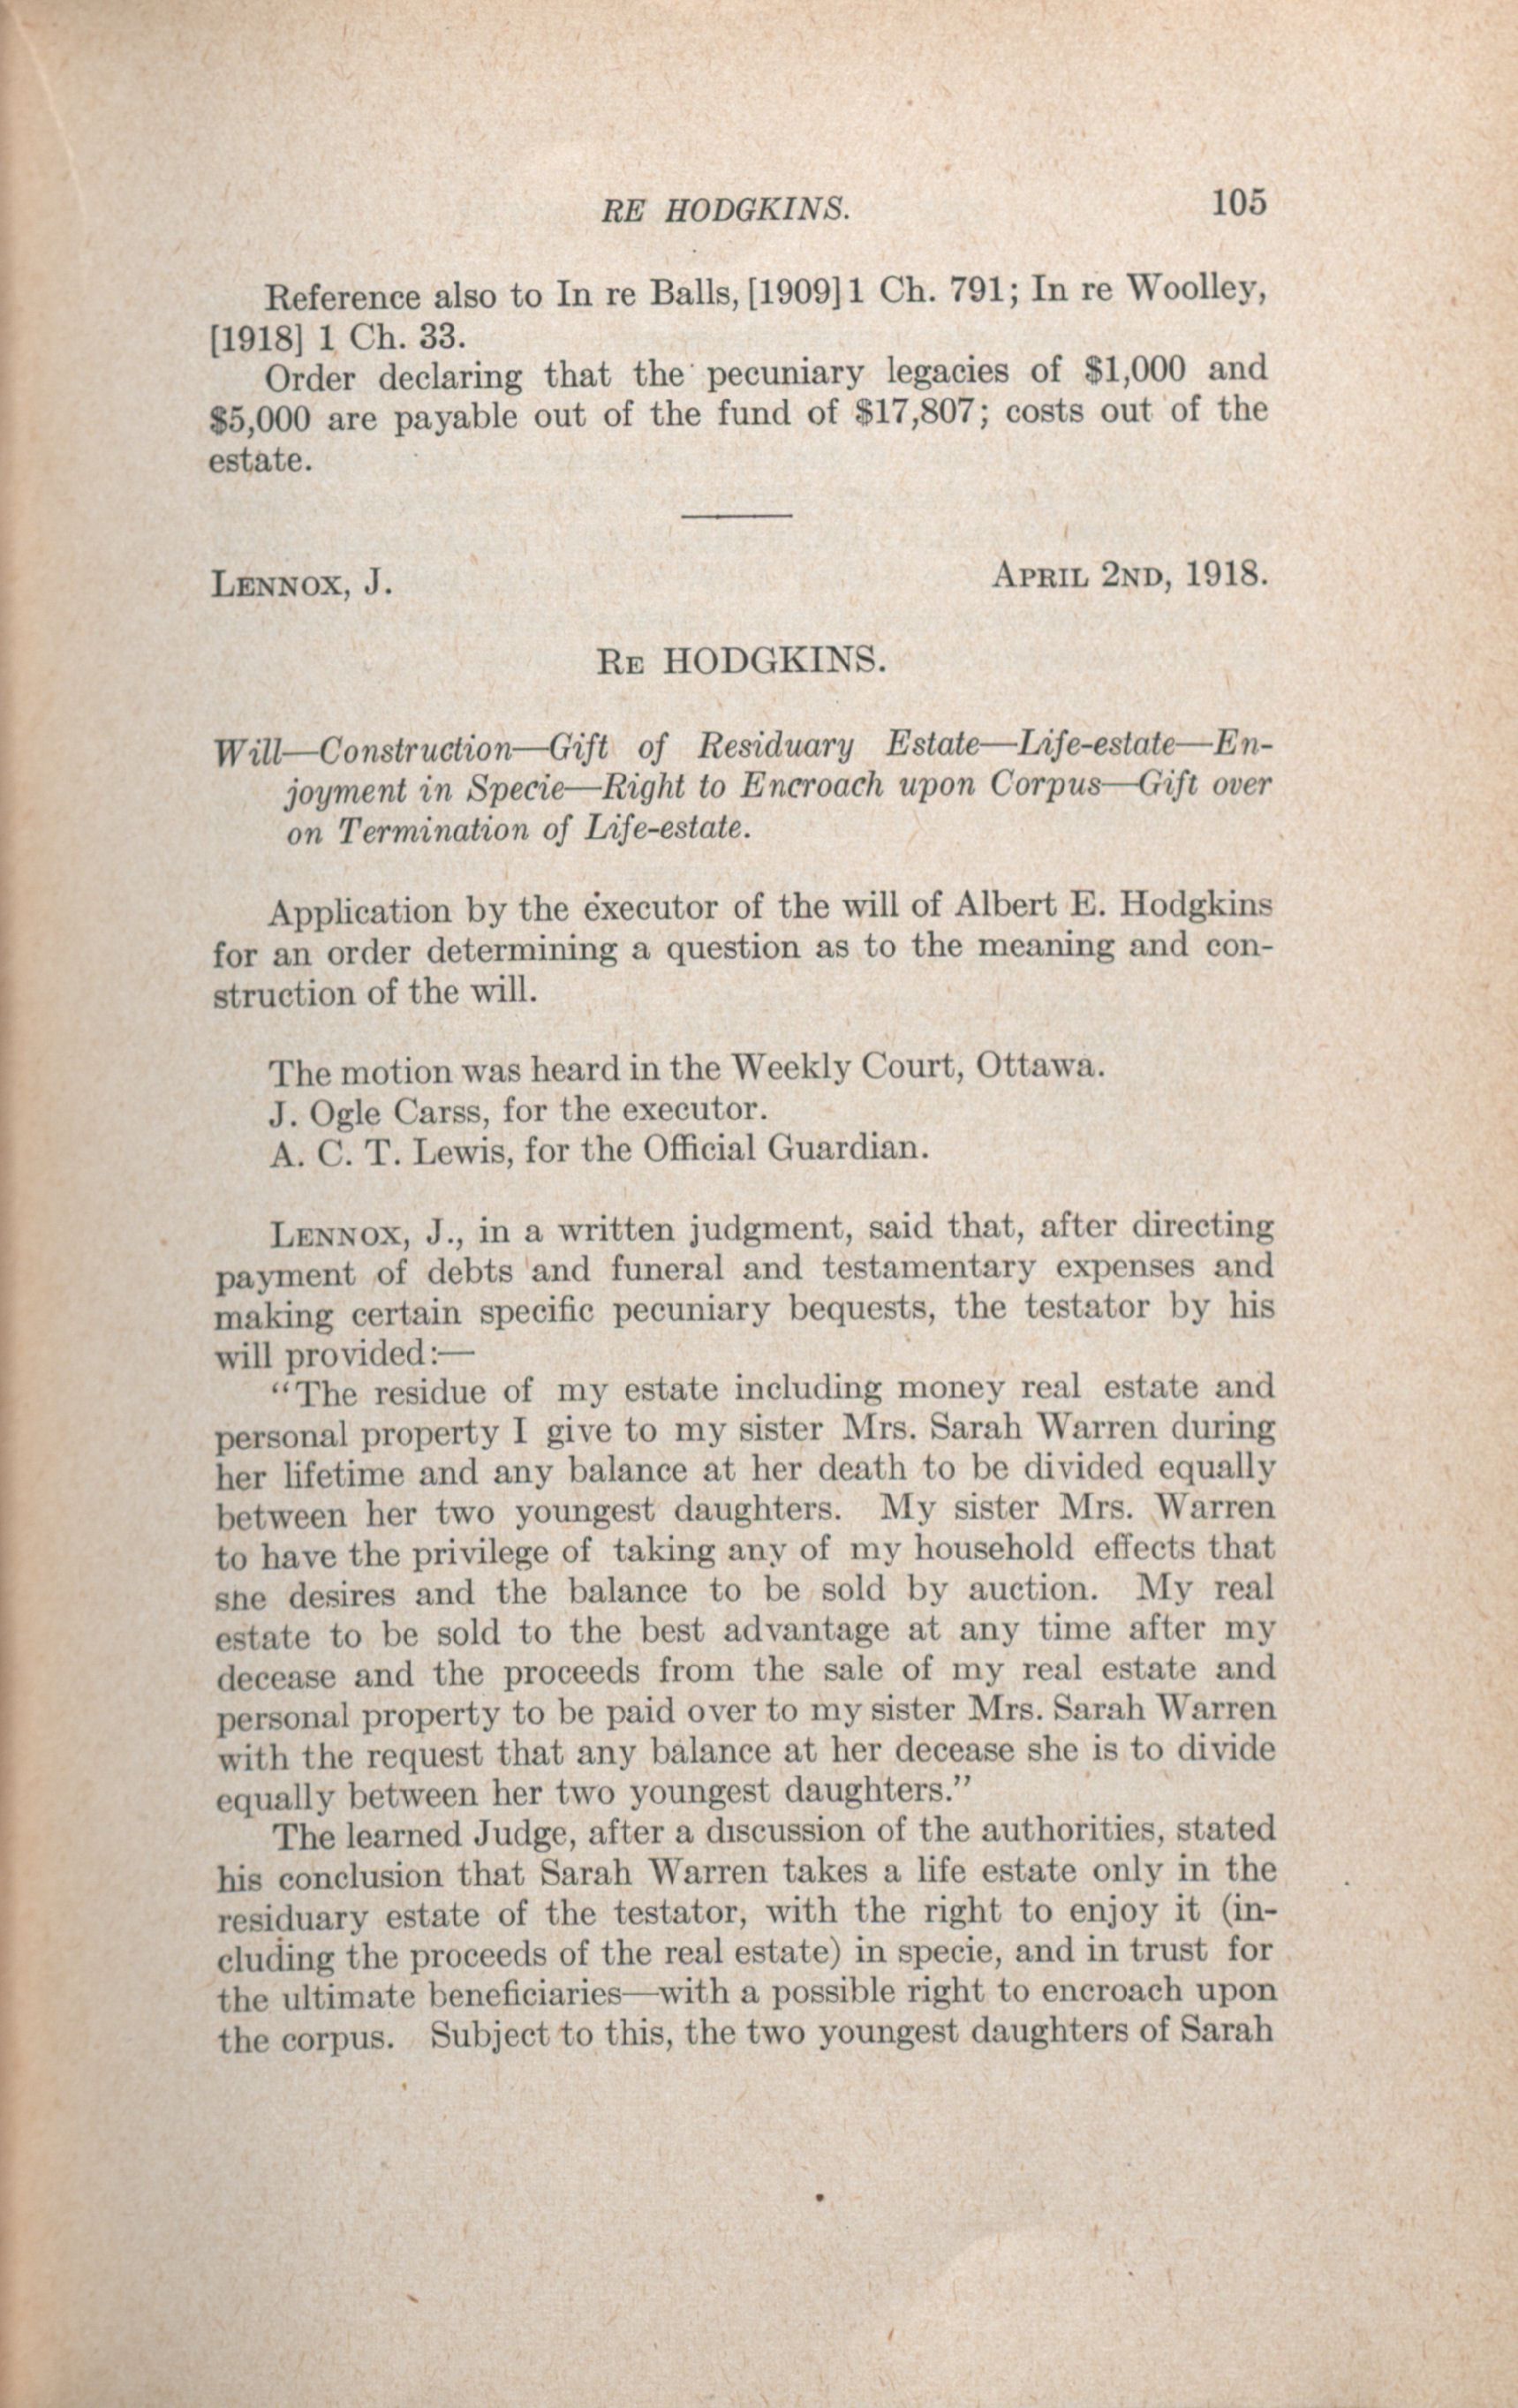 RE HODGKINS. 105
Reference also to In re Balls, [1909] 1 Ch. 791; In re Woolley,
[1918] 1 Ch. 33.
Order declaring that the pecuniary legacies of $1,000 and
$5,000 are payable out of the fund of $17,807; costs out of the
estate.
LENNOX, J. APRIL 2ND, 1918.
RE HODGKINS.
Will—Construction—Gift of Residuary Estate—Life-estate—En-
joyment in Specie—Right to Encroach upon Corpus—Gift over
on Termination of Life-estate.
Application by the executor of the will of Albert E. Hodgkins
for an order determining a question as to the meaning and con-
struction of the will.
The motion was heard in the Weekly Court, Ottawa.
J. Ogle Carss, for the executor.
A. C. T. Lewis, for the Official Guardian.
LENNOX, J., in a written judgment, said that, after directing
payment of debts and funeral and testamentary expenses and
making certain specific pecuniary bequests, the testator by his
will provided:—
"The residue of my estate including money real estate and
personal property I give to my sister Mrs. Sarah Warren during
her lifetime and any balance at her death to be divided equally
between her two youngest daughters. My sister Mrs. Warren
to have the privilege of taking any of my household effects that
she desires and the balance to be sold by auction. My real
estate to be sold to the best advantage at any time after my
decease and the proceeds from the sale of my real estate and
personal property to be paid over to my sister Mrs. Sarah Warren
with the request that any balance at her decease she is to divide
equally between her two youngest daughters."
The learned Judge, after a discussion of the authorities, stated
his conclusion that Sarah Warren takes a life estate only in the
residuary estate of the testator, with the right to enjoy it (in-
cluding the proceeds of the real estate) in specie, and in trust for
the ultimate beneficiaries—with a possible right to encroach upon
the corpus. Subject to this, the two youngest daughters of Sarah